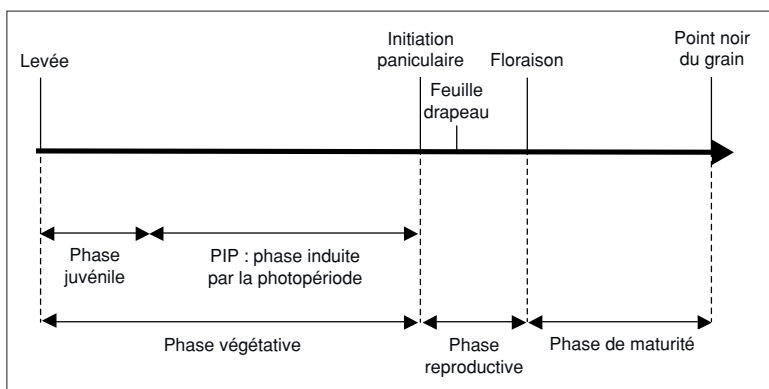 Levée
Initiation
paniculaire
Feuille
drapeau
Floraison
Point noir
du grain
Phase
juvénile
PIP : phase induite
par la photopériode
Phase végétative
Phase
reproductive
Phase de maturité